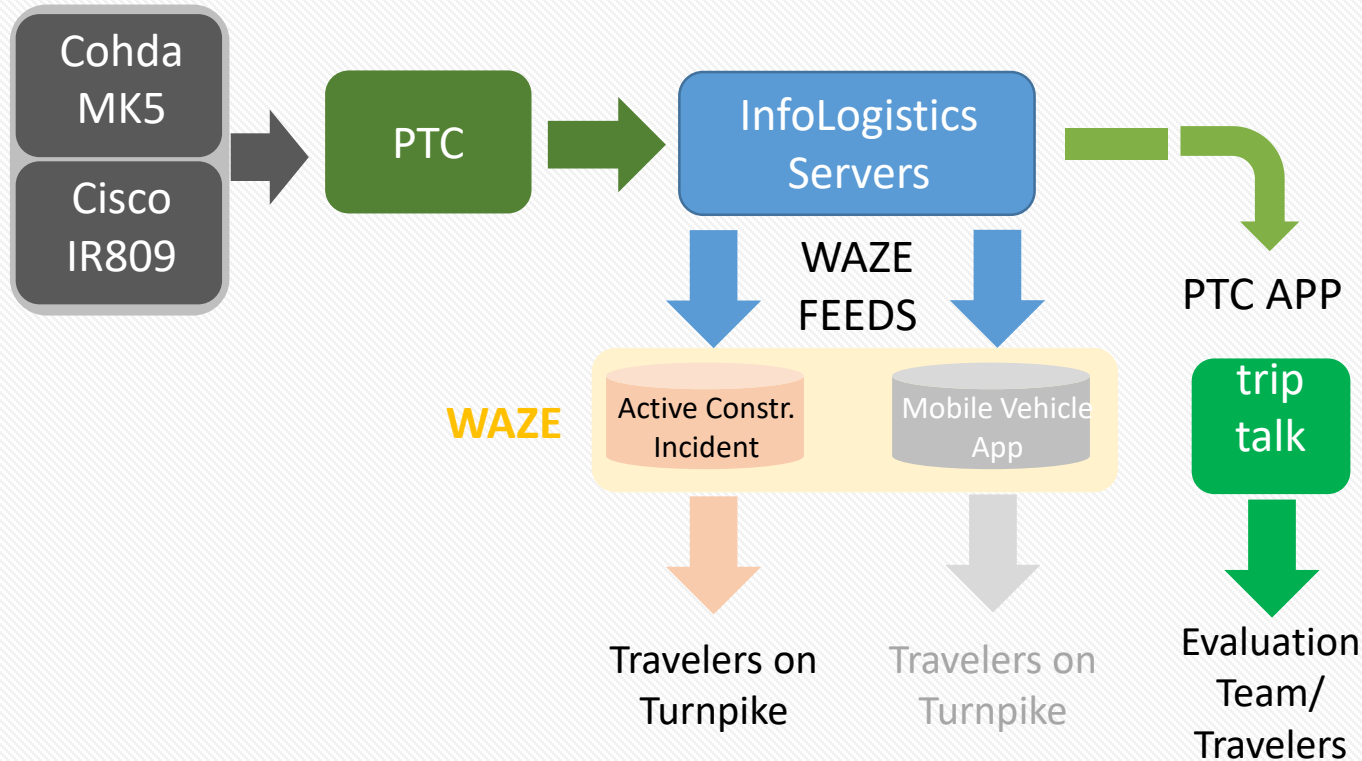 Cohda
MK5
Cisco
IR809
PTC
InfoLogistics
Servers
WAZE
FEEDS
PTC APP
WAZE
Active Constr.
Incident
Mobile Vehicle
App
trip
talk
Travelers on
Turnpike
Travelers on
Turnpike
Evaluation
Team/
Travelers